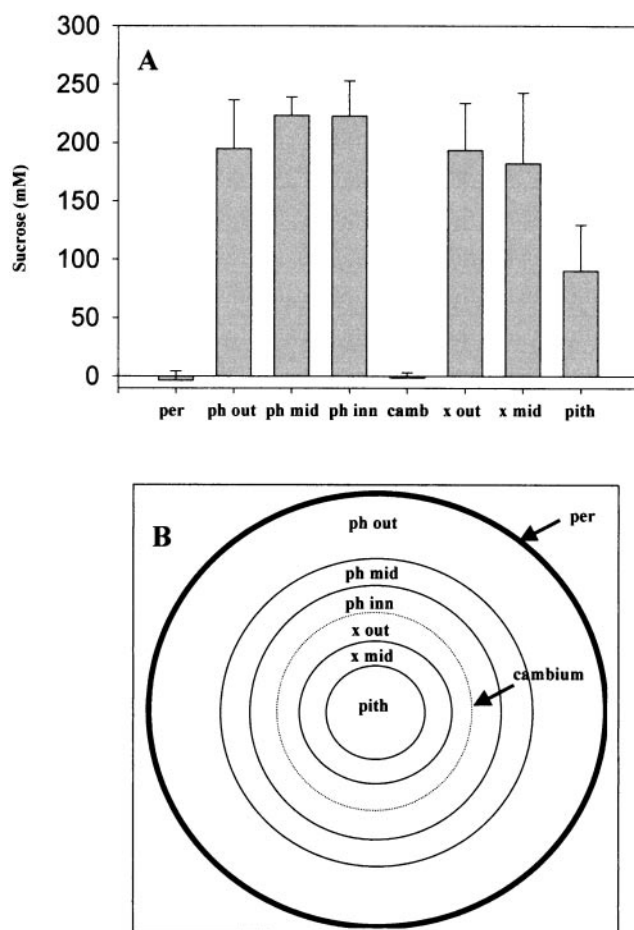 A
Sucrose (mM)
300
250
200
150
100
50
0
per ph out ph mid ph inn camb x out x mid pith
B
ph out
per
ph mid
ph inn
x out
x mid
cambium
pith